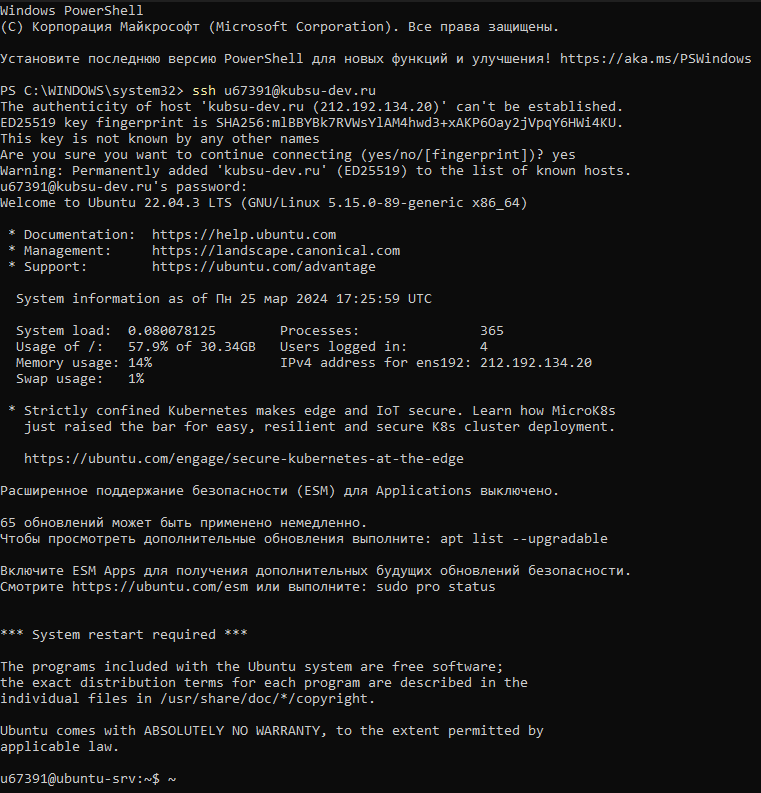 Windows PowerShell
(C) Корпорация Майкрософт (Microsoft Corporation). Все права защищены.
Установите последнюю версию PowerShell для новых функций и улучшения! https://aka.ms/PSWindows
PS C:\WINDOWS\system32> ssh u67391@kubsu-dev.ru
The authenticity of host 'kubsu-dev.ru (212.192.134.20)' can't be established.
ED25519 key fingerprint is SHA256:mlBBYBk7RVWsYlAM4hwd3+xAKP6Oay2jVpqY6HWi4KU.
This key is not known by any other names
Are you sure you want to continue connecting (yes/no/[fingerprint])? yes
Warning: Permanently added 'kubsu-dev.ru' (ED25519) to the list of known hosts.
u67391@kubsu-dev.ru's password:
Welcome to Ubuntu 22.04.3 LTS (GNU/Linux 5.15.0-89-generic x86_64)
* Documentation:  https://help.ubuntu.com
* Management:     https://landscape.canonical.com
* Support:        https://ubuntu.com/advantage
System information as of Пн 25 мар 2024 17:25:59 UTC
System load:  0.080078125        Processes:               365
Usage of /:   57.9% of 30.34GB   Users logged in:         4
Memory usage: 14%                IPv4 address for ens192: 212.192.134.20
Swap usage:   1%
* Strictly confined Kubernetes makes edge and IoT secure. Learn how MicroK8s
just raised the bar for easy, resilient and secure K8s cluster deployment.
https://ubuntu.com/engage/secure-kubernetes-at-the-edge
Расширенное поддержание безопасности (ESM) для Applications выключено.
65 обновлений может быть применено немедленно.
Чтобы просмотреть дополнительные обновления выполните: apt list --upgradable
Включите ESM Apps для получения дополнительных будущих обновлений безопасности.
Смотрите https://ubuntu.com/esm или выполните: sudo pro status
*** System restart required ***
The programs included with the Ubuntu system are free software;
the exact distribution terms for each program are described in the
individual files in /usr/share/doc/*/copyright.
Ubuntu comes with ABSOLUTELY NO WARRANTY, to the extent permitted by
applicable law.
u67391@ubuntu-srv:~$ ~